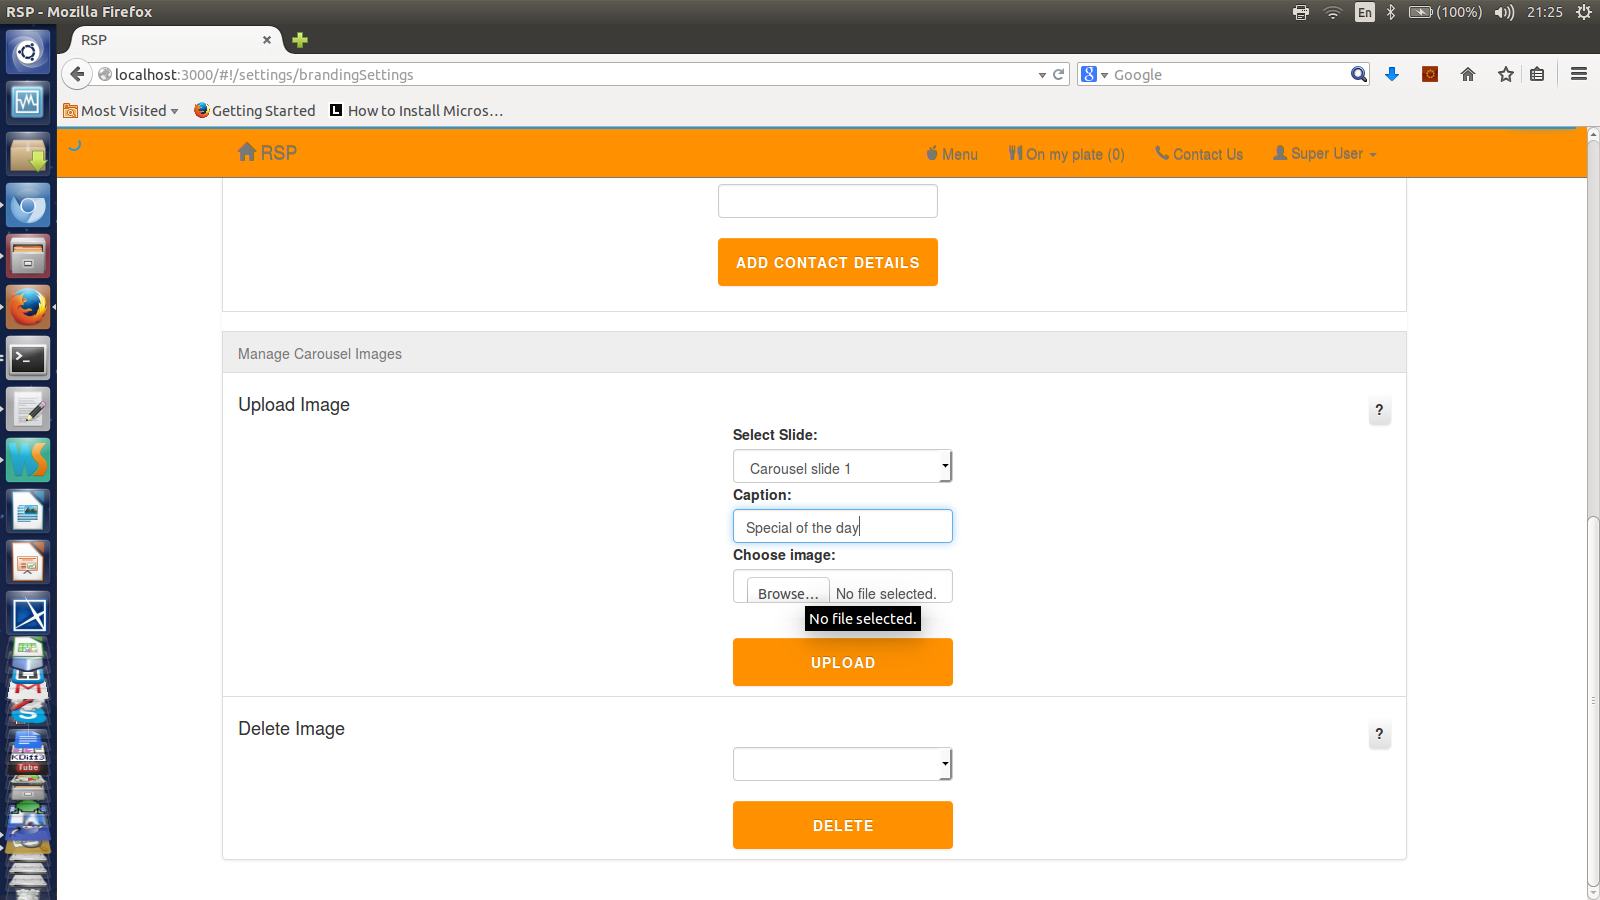 RSP - Mozilla Firefox
En (100%) 21:25
RSP
localhost:3000/#!/settings/brandingSettings
Google
Most Visited Getting Started How to Install Micros…
RSP Menu On my plate (0) Contact Us Super User
ADD CONTACT DETAILS
Manage Carousel Images
Upload Image
?
Select Slide:
Carousel slide 1
Caption:
Special of the day
Choose image:
Browse… No file selected.
No file selected.
UPLOAD
Delete Image
?
DELETE
KDiff3
Tube